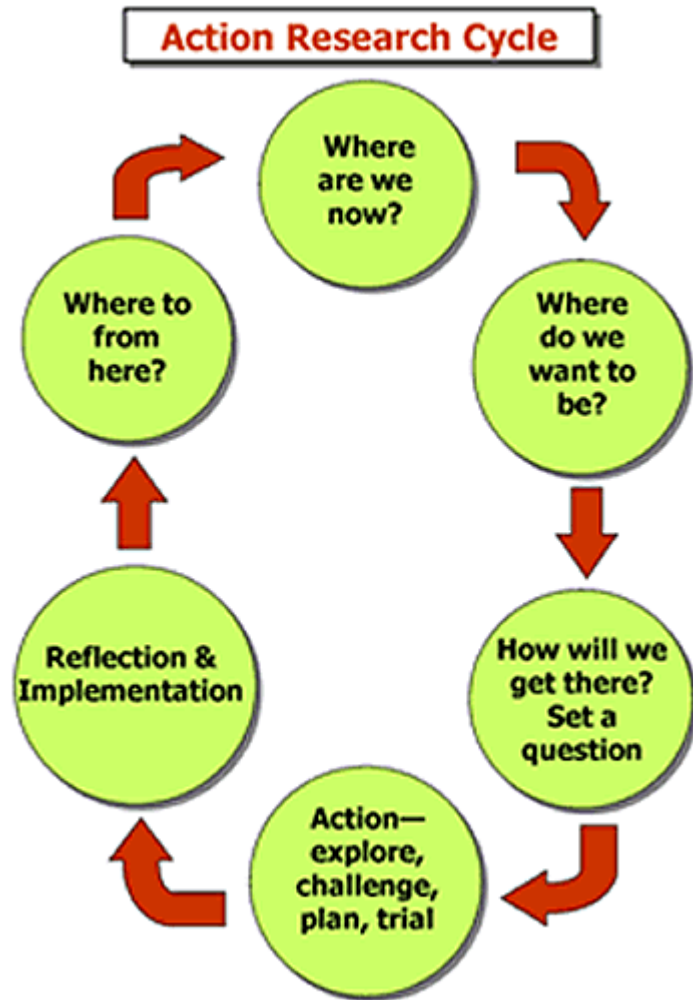 Action Research Cycle
Where
are we
now?
Where
do we
want to
be?
How will we
get there?
Set a
question
Action—
explore,
challenge,
plan, trial
Reflection &
Implementation
Where to
from
here?